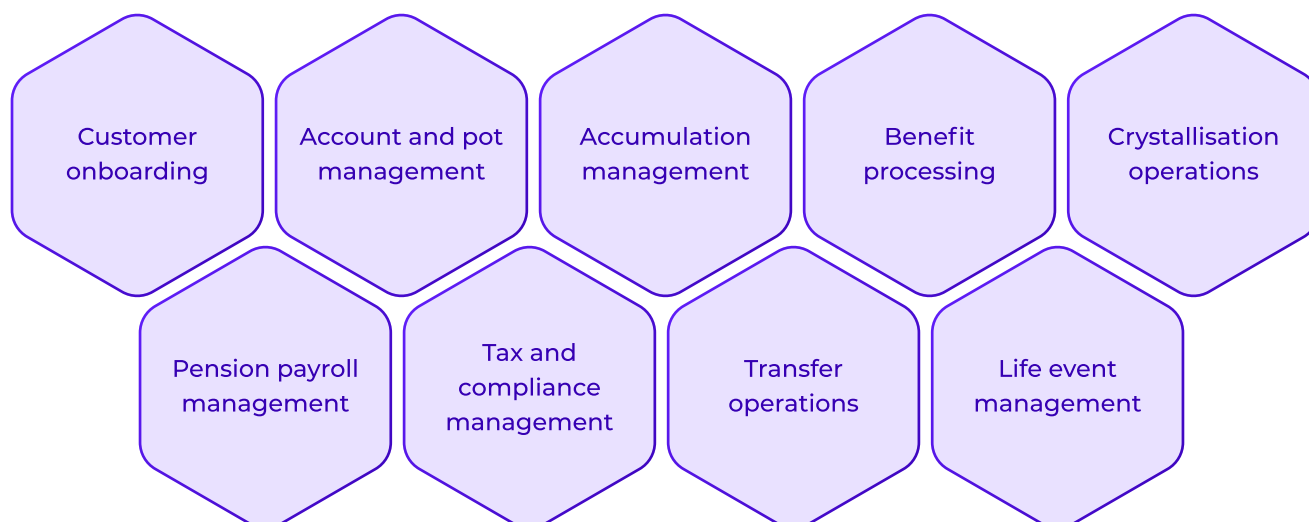 Customer
onboarding
Account and pot
management
Accumulation
management
Benefit
processing
Crystallisation
operations
Pension payroll
management
Tax and
compliance
management
Transfer
operations
Life event
management